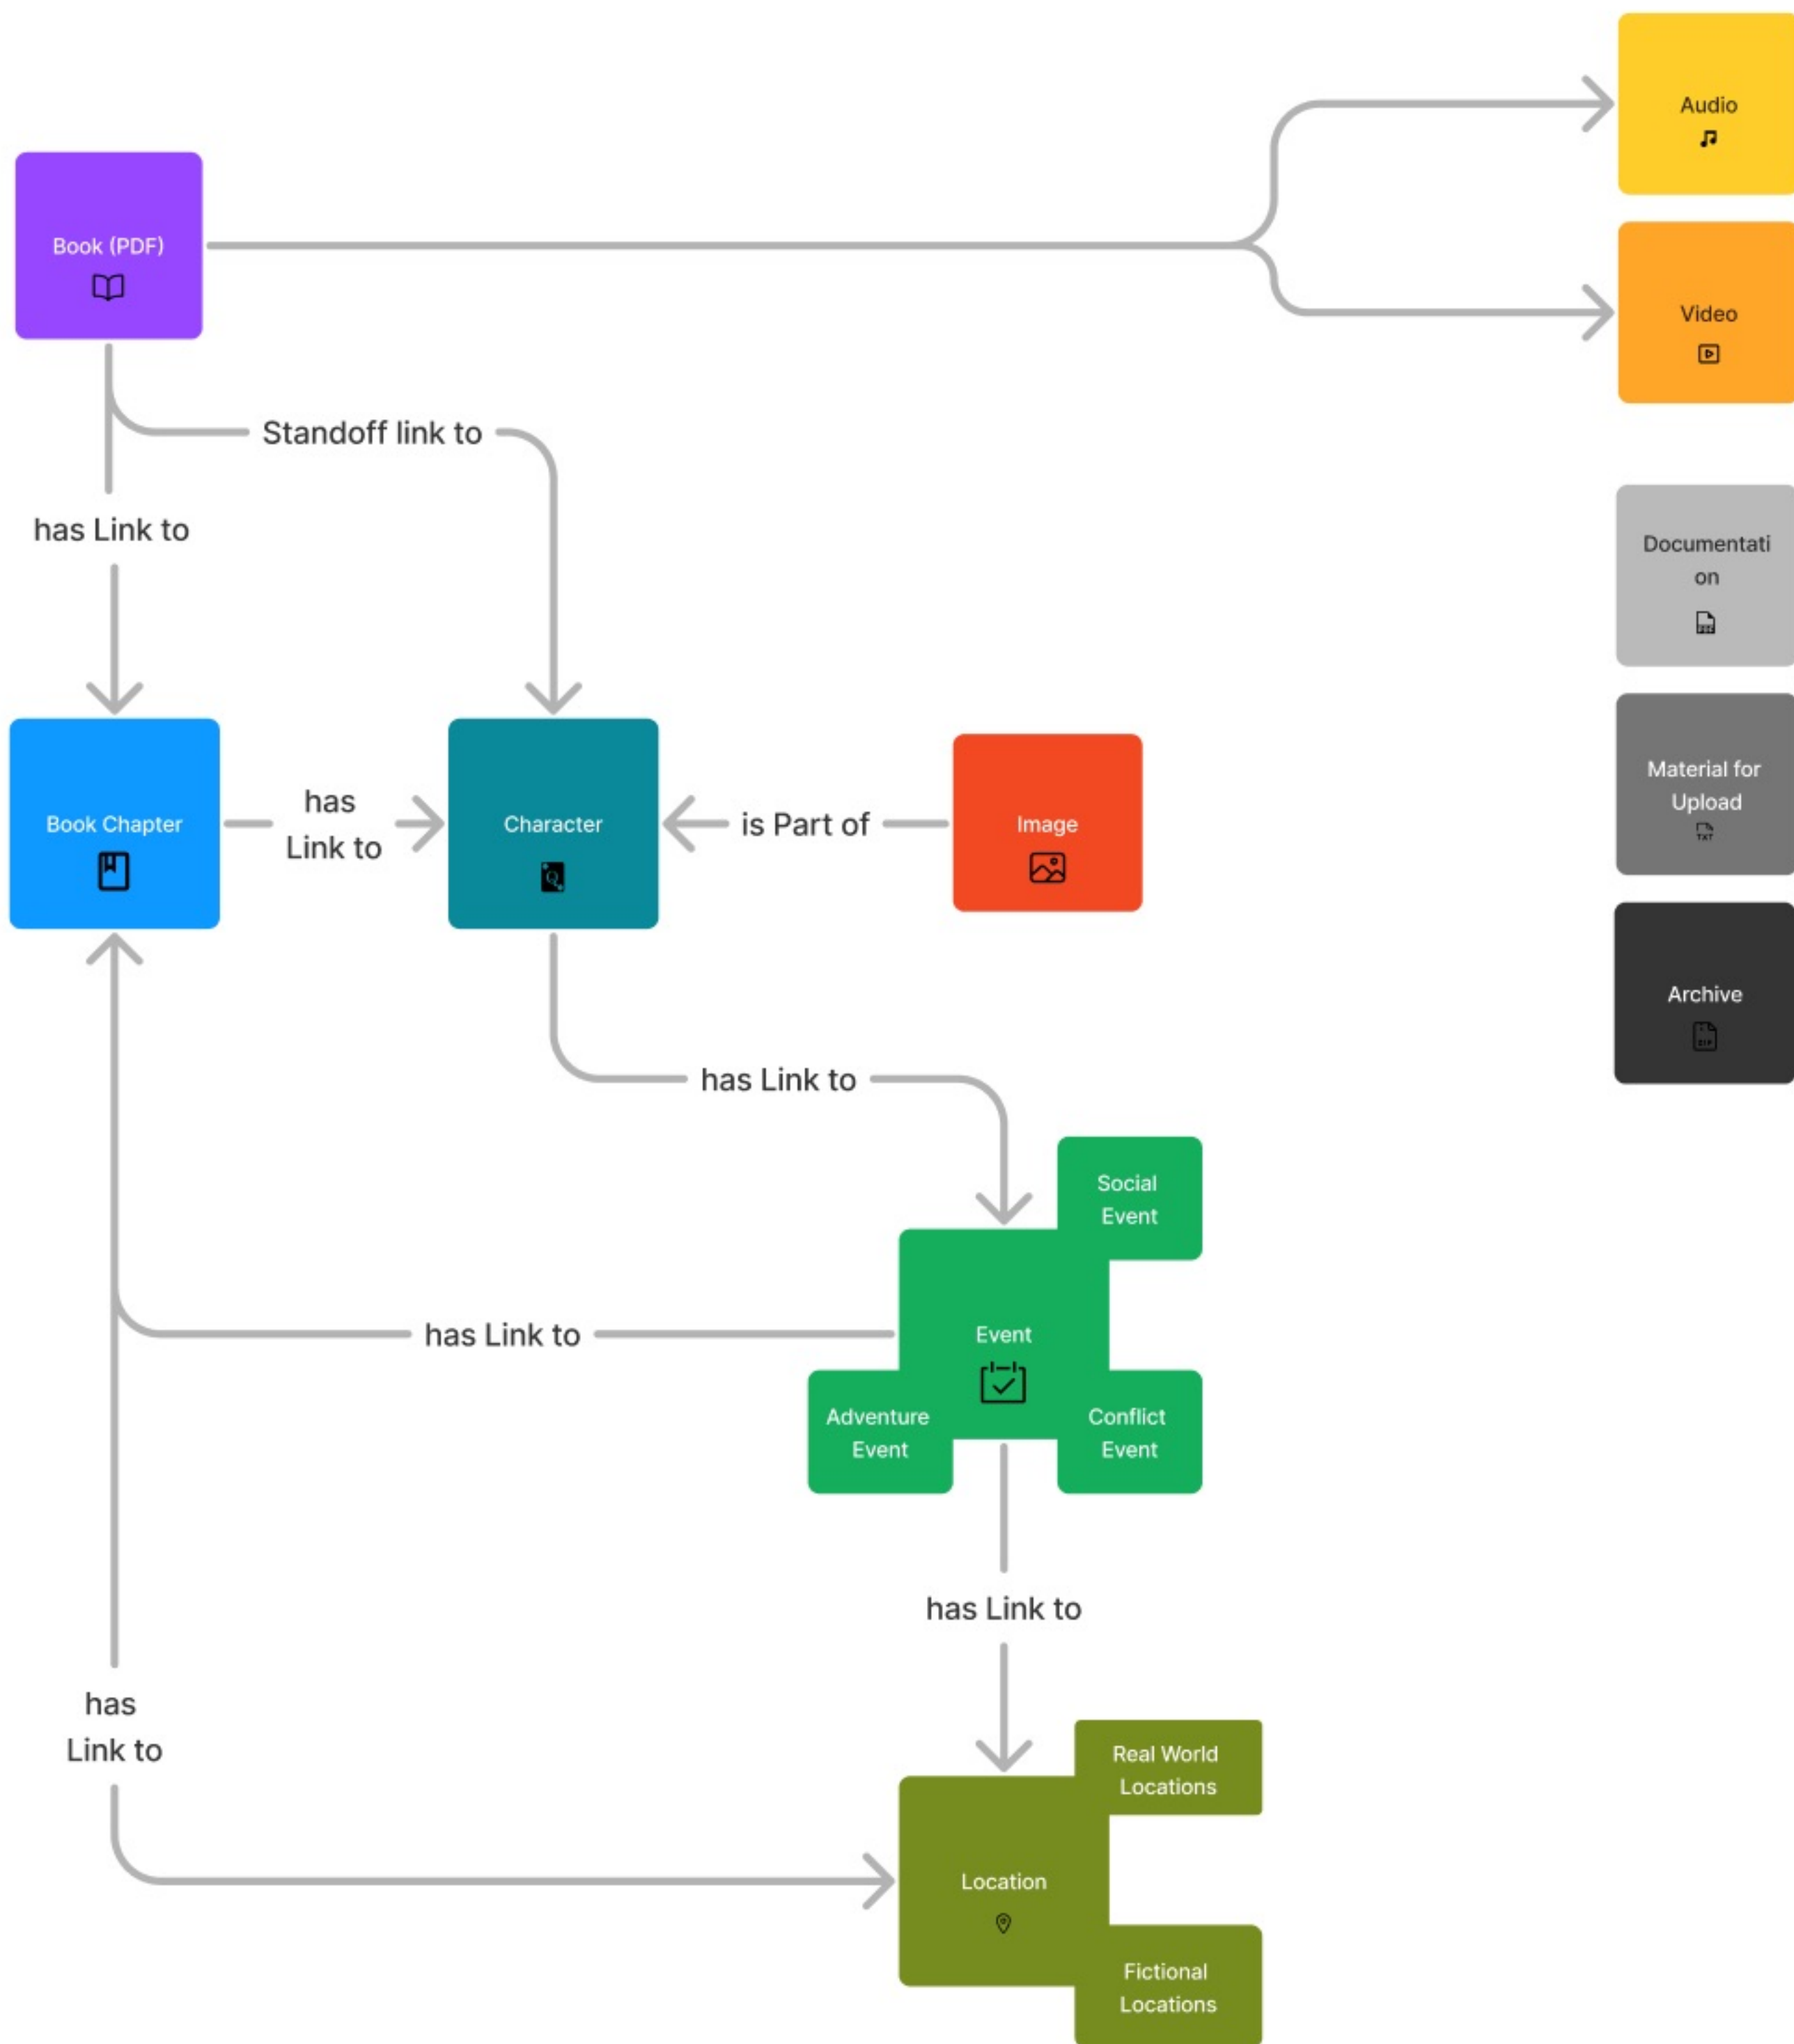 Audio
Book (PDF)
Video
Standoff link to
has Link to
Documentati
on
Material for
Upload
TXT
Book Chapter
has
Link to
Character
Q
is Part of
Image
Archive
ZIP
has Link to
Social
Event
Event
has Link to
Adventure
Event
Conflict
Event
has Link to
has
Link to
Real World
Locations
Location
Fictional
Locations